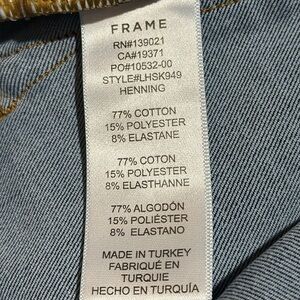 FRAME
RN#139021
CA#19371
PO#10532-00
STYLE#LHSK949
HENNING
77% COTTON
15% POLYESTER
8% ELASTANE
77% COTON
15% POLYESTER
8% ELASTHANNE
77% ALGODÓN
15% POLIÉSTER
8% ELASTANO
MADE IN TURKEY
FABRIQUÉ EN
TURQUIE
HECHO EN TURQUÍA